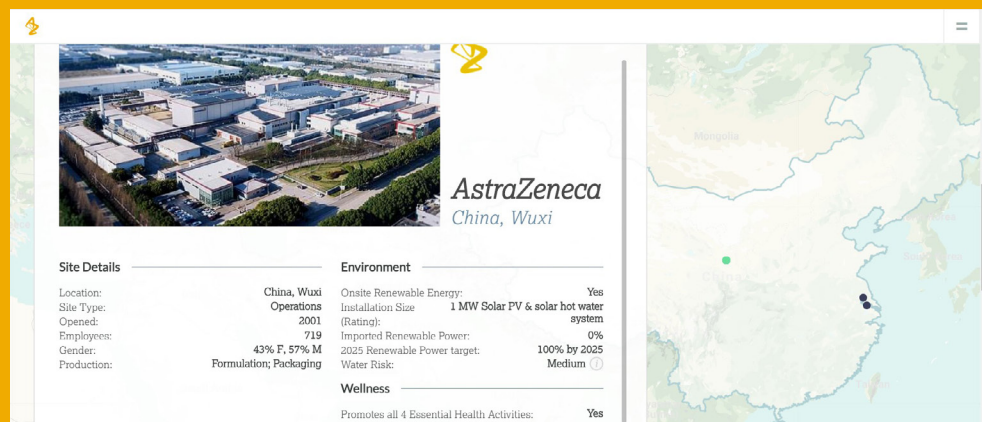 AstraZeneca
China, Wuxi
Site Details
Location: China, Wuxi
Site Type: Operations
Opened: 2001
Employees: 719
Gender: 43% F, 57% M
Production: Formulation; Packaging
Environment
Onsite Renewable Energy: Yes
Installation Size 1 MW Solar PV & solar hot water
(Rating): system
Imported Renewable Power: 0%
2025 Renewable Power target: 100% by 2025
Water Risk: Medium i
Wellness
Promotes all 4 Essential Health Activities: Yes
Mongolia
China
Taiwan